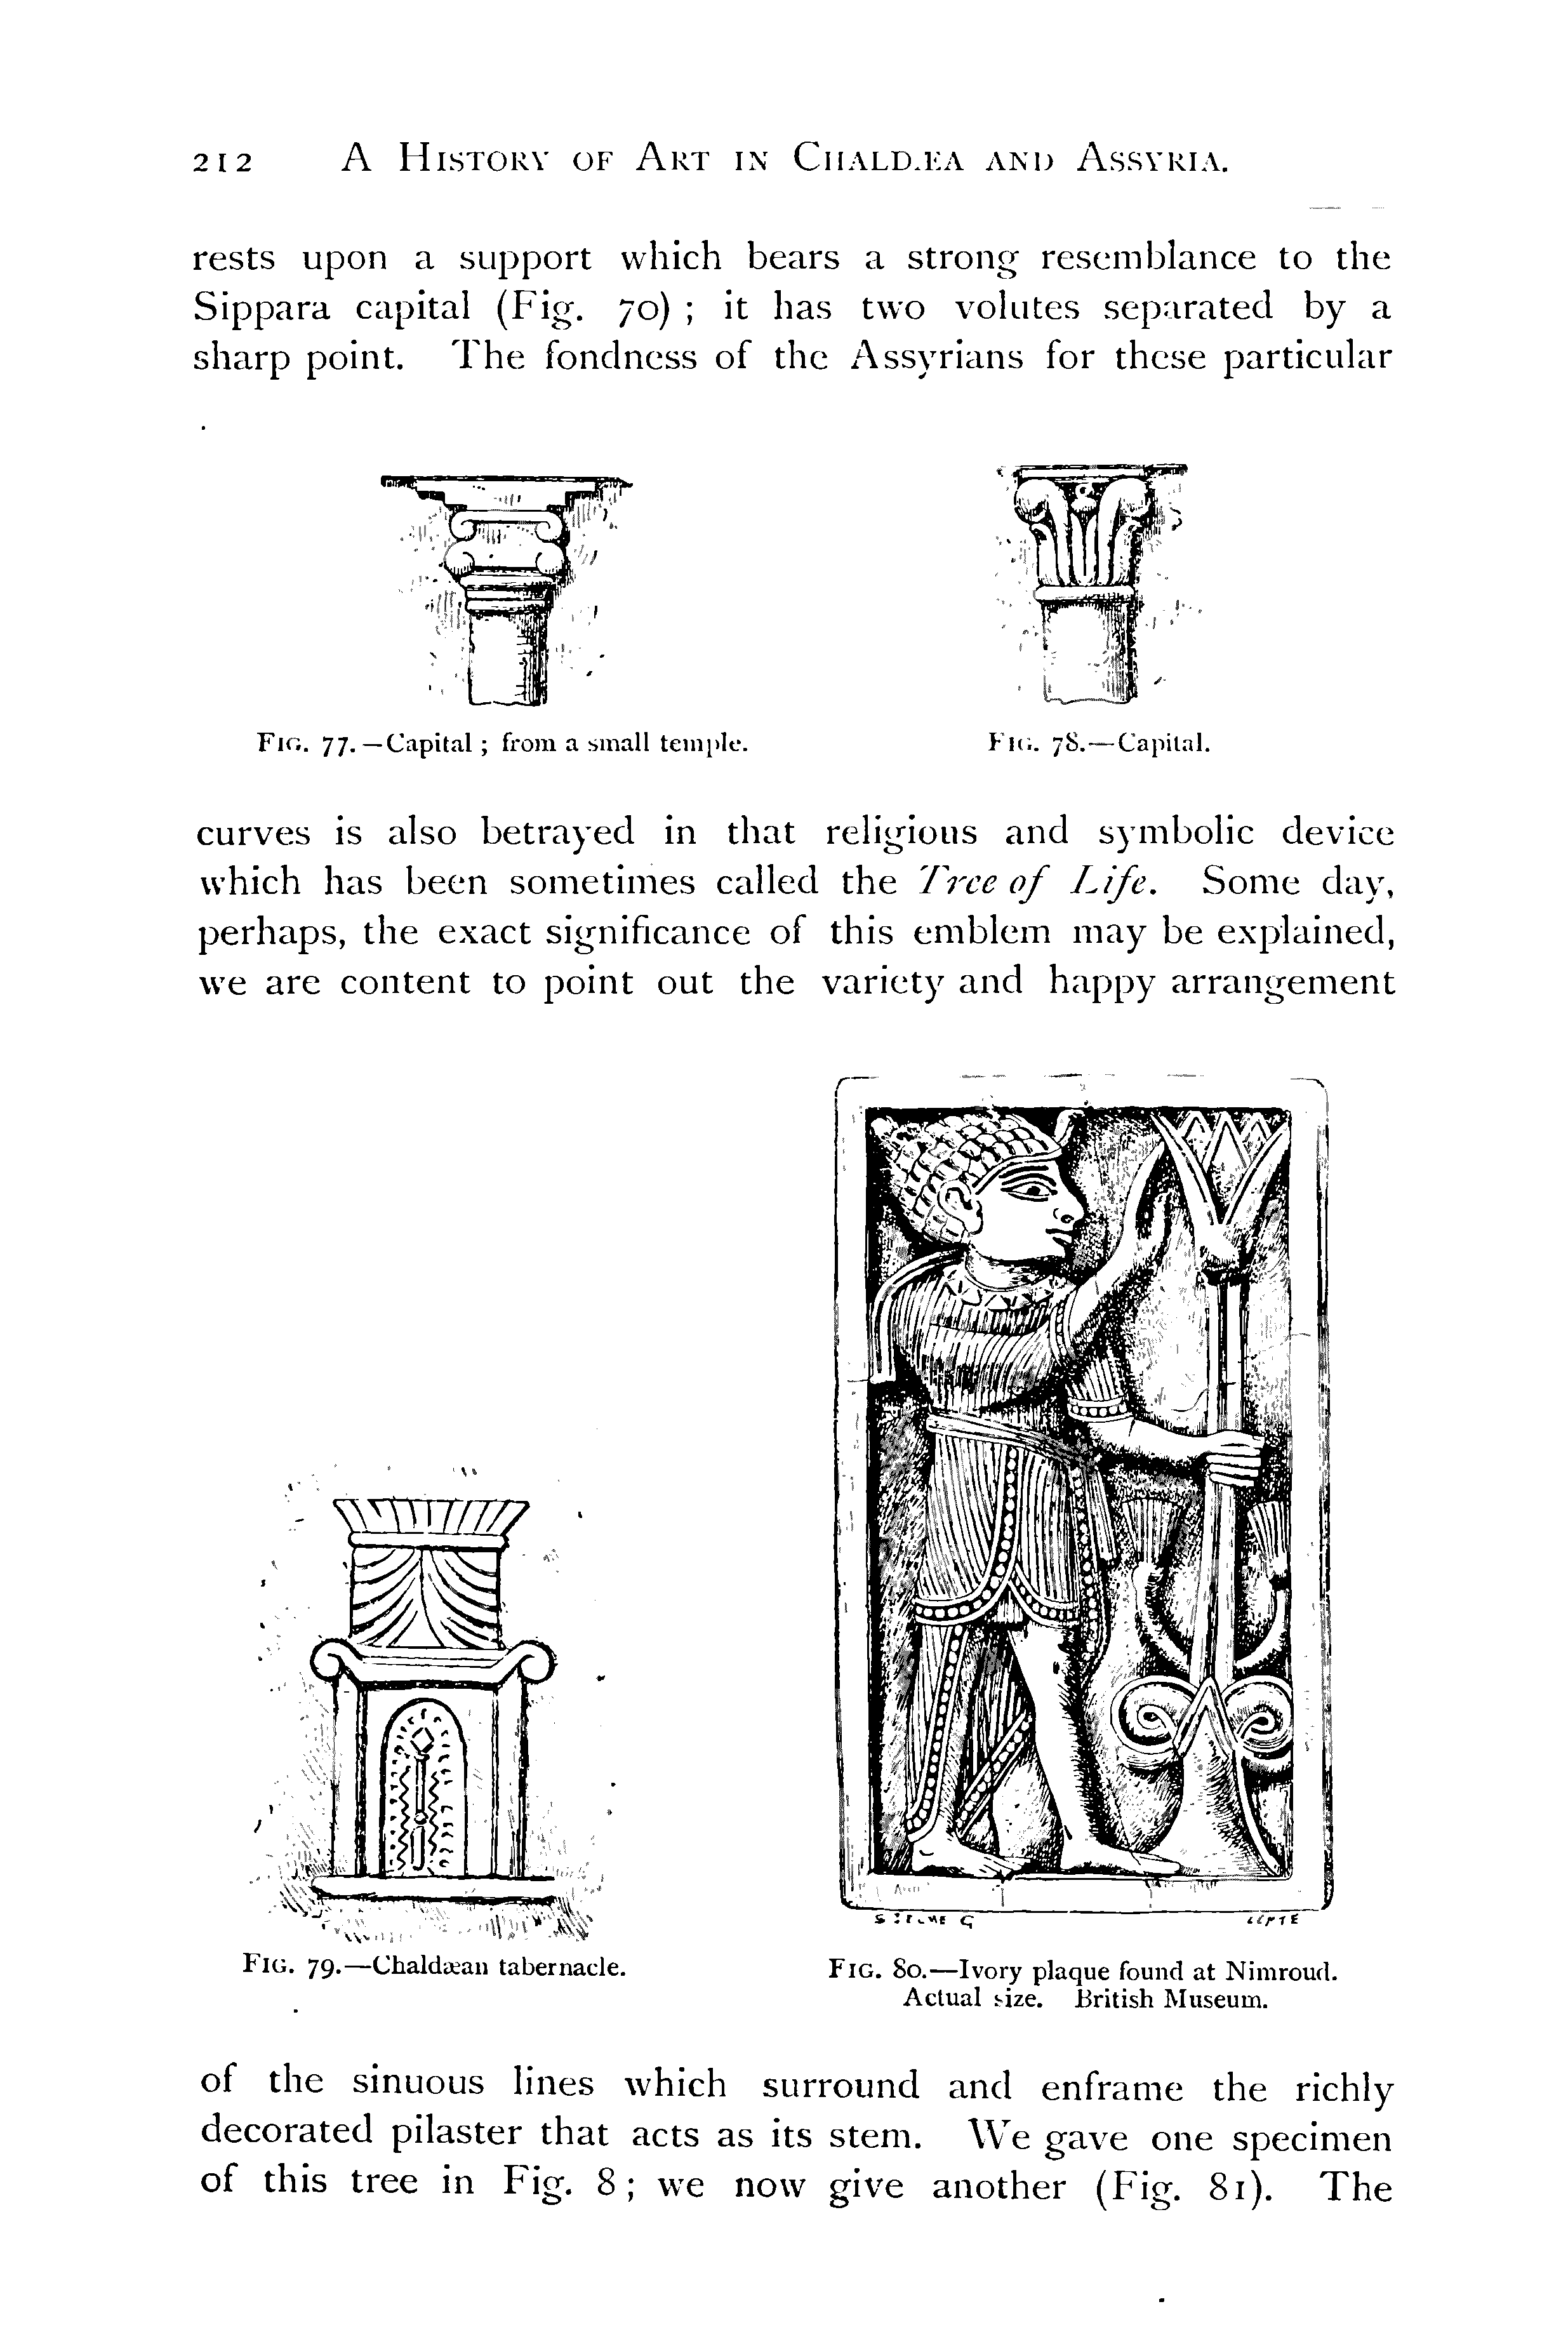 212 A History of Art in Chaldæa and Assyria.
rests upon a support which bears a strong resemblance to the
Sippara capital (Fig. 70) ; it has two volutes separated by a
sharp point. The fondness of the Assyrians for these particular
Fig. 77.—Capital ; from a small temple.
Fig. 78.—Capital.
curves is also betrayed in that religious and symbolic device
which has been sometimes called the Tree of Life. Some day,
perhaps, the exact significance of this emblem may be explained,
we are content to point out the variety and happy arrangement
Fig. 79.—Chaldæan tabernacle.
Fig. 80.—Ivory plaque found at Nimroud.
Actual size. British Museum.
of the sinuous lines which surround and enframe the richly
decorated pilaster that acts as its stem. We gave one specimen
of this tree in Fig. 8 ; we now give another (Fig. 81). The